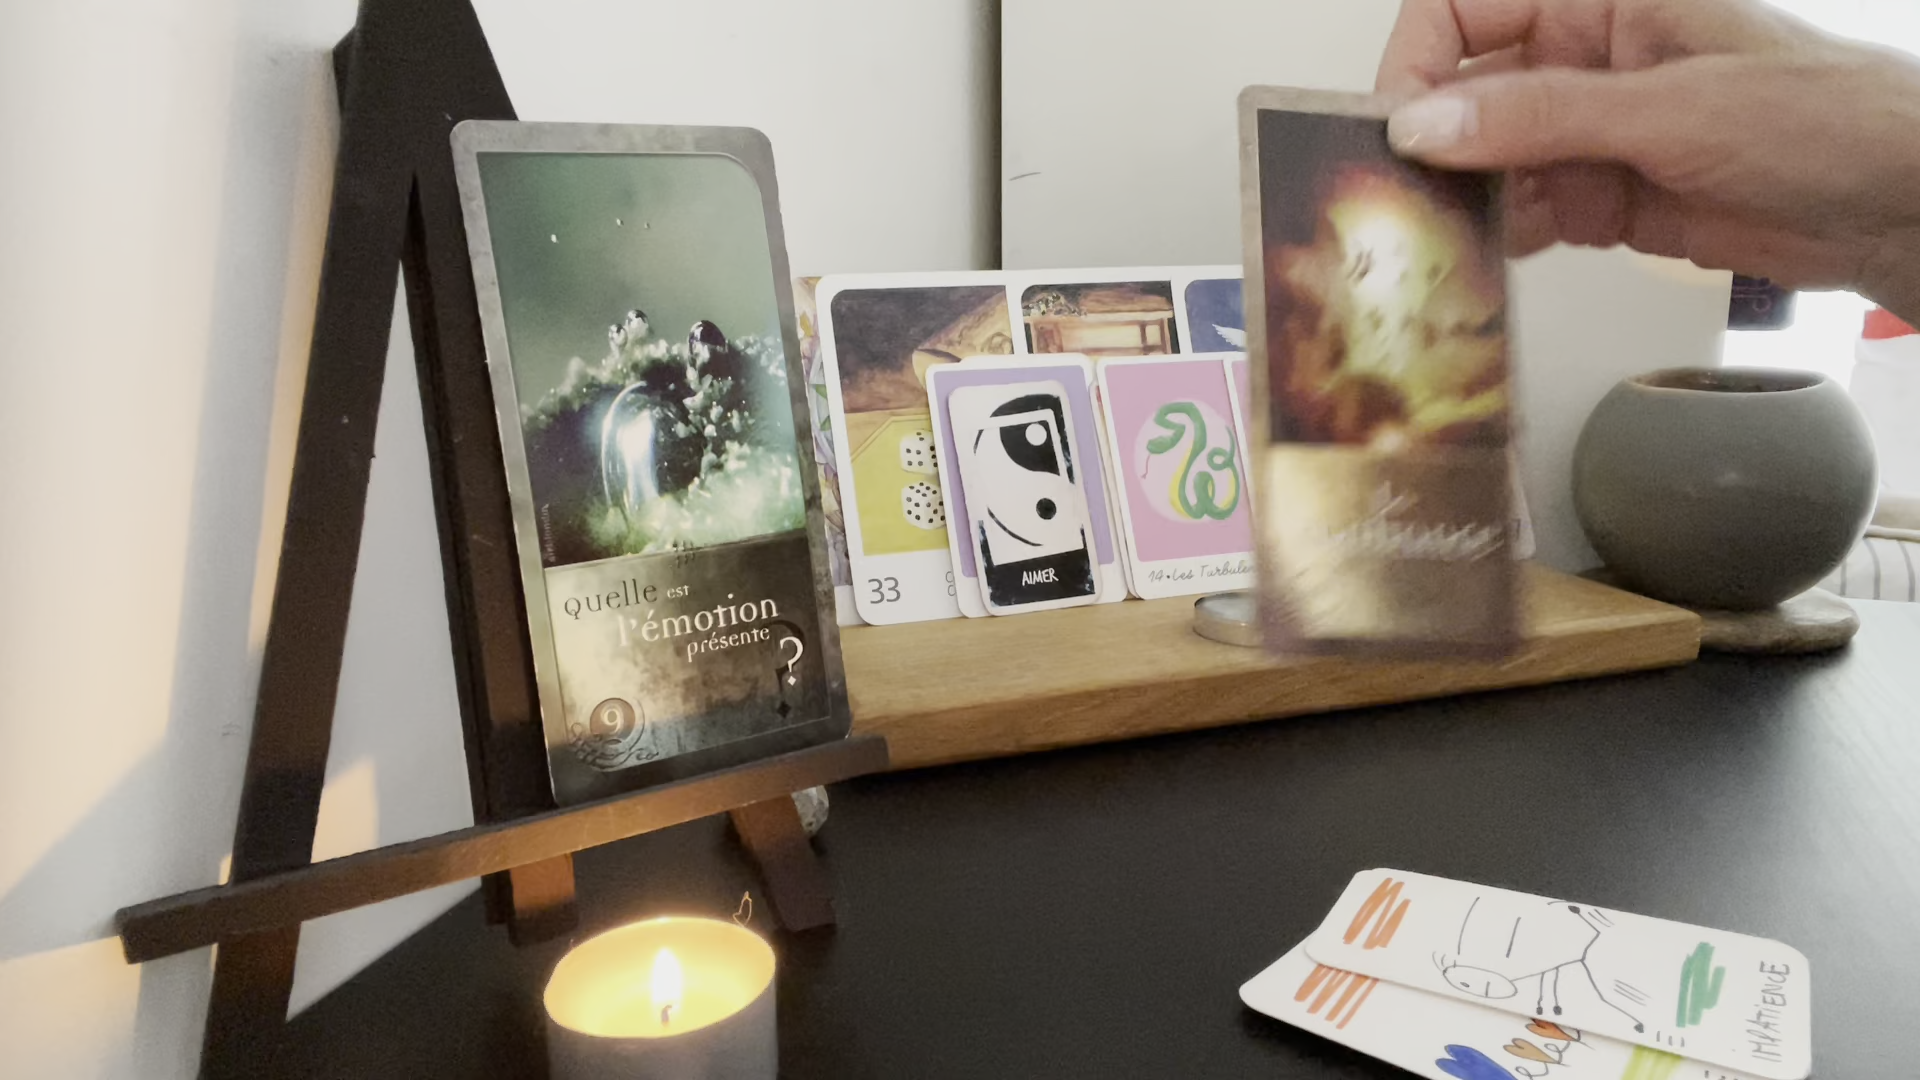 Quelle est
l'émotion
présente
?
9
33
AIMER
14•Les Turbulen
IMPATIENCE